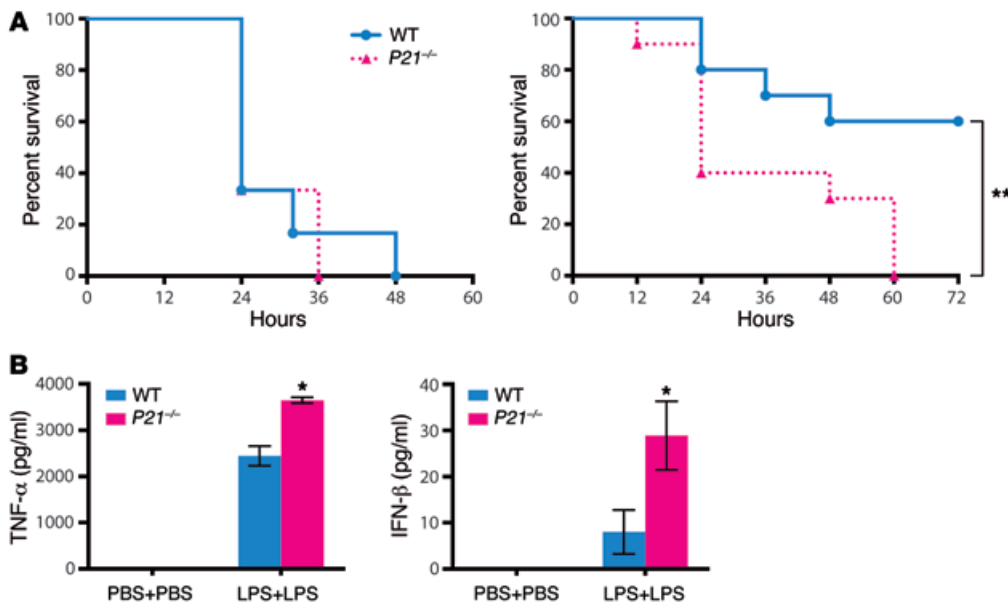 A
Percent survival
100
80
60
40
20
0
0 12 24 36 48 60
Hours
WT
P21⁻/⁻
Percent survival
100
80
60
40
20
0
0 12 24 36 48 60 72
Hours
**
B
TNF-α (pg/ml)
4000
3000
2000
1000
0
WT
P21⁻/⁻
*
PBS+PBS LPS+LPS
IFN-β (pg/ml)
40
30
20
10
0
WT
P21⁻/⁻
*
PBS+PBS LPS+LPS